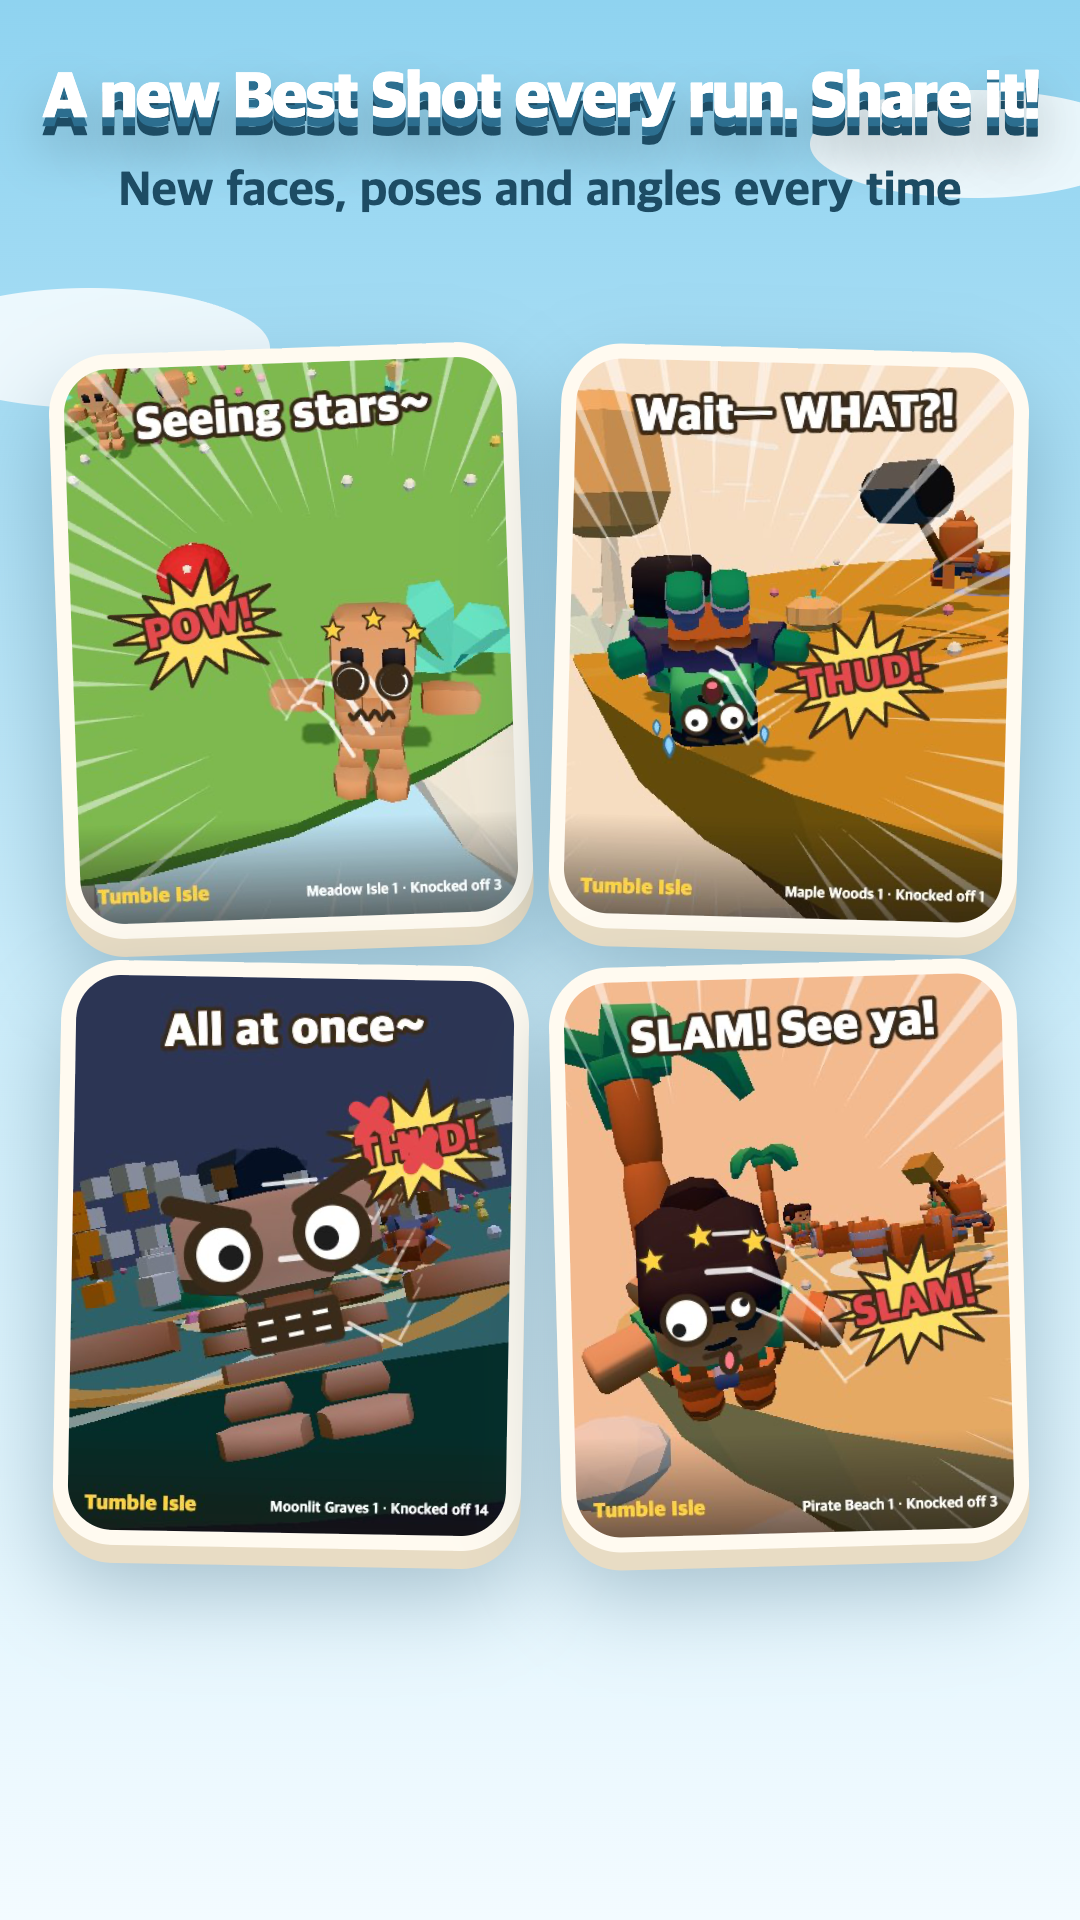 A new Best Shot every run. Share it!
New faces, poses and angles every time
Seeing stars~
POW!
Tumble Isle
Meadow Isle 1 · Knocked off 3
Wait— WHAT?!
THUD!
Tumble Isle
Maple Woods 1 · Knocked off 1
All at once~
THUD!
Tumble Isle
Moonlit Graves 1 · Knocked off 14
SLAM! See ya!
SLAM!
Tumble Isle
Pirate Beach 1 · Knocked off 3